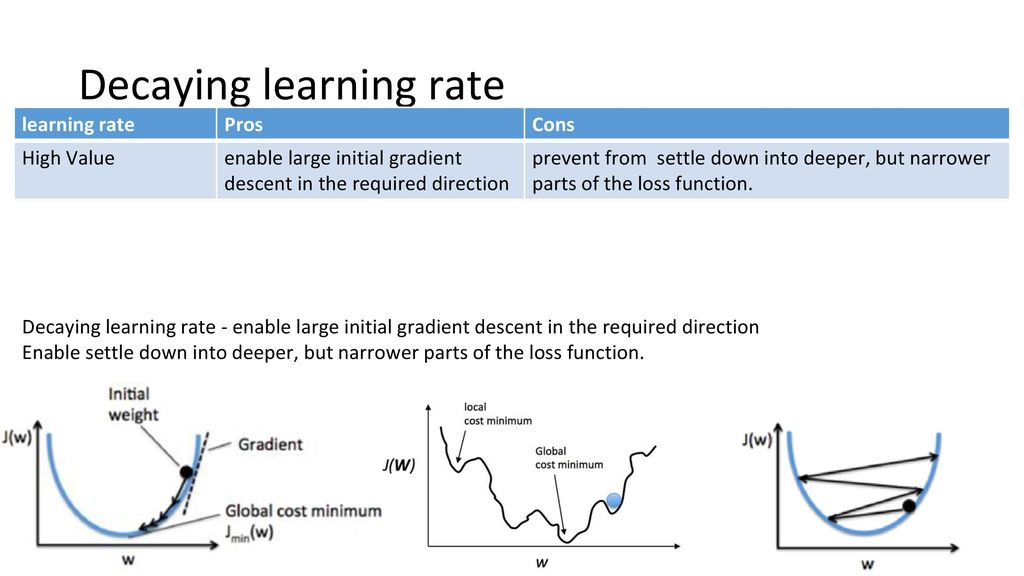 Decaying learning rate
learning rate Pros Cons
High Value enable large initial gradient prevent from  settle down into deeper, but narrower
descent in the required direction parts of the loss function.
Decaying learning rate - enable large initial gradient descent in the required direction
Enable settle down into deeper, but narrower parts of the loss function.
Initial
weight
J(w)
Gradient
Global cost minimum
Jmin(w)
w
local
cost minimum
Global
cost minimum
J(W)
w
J(w)
w